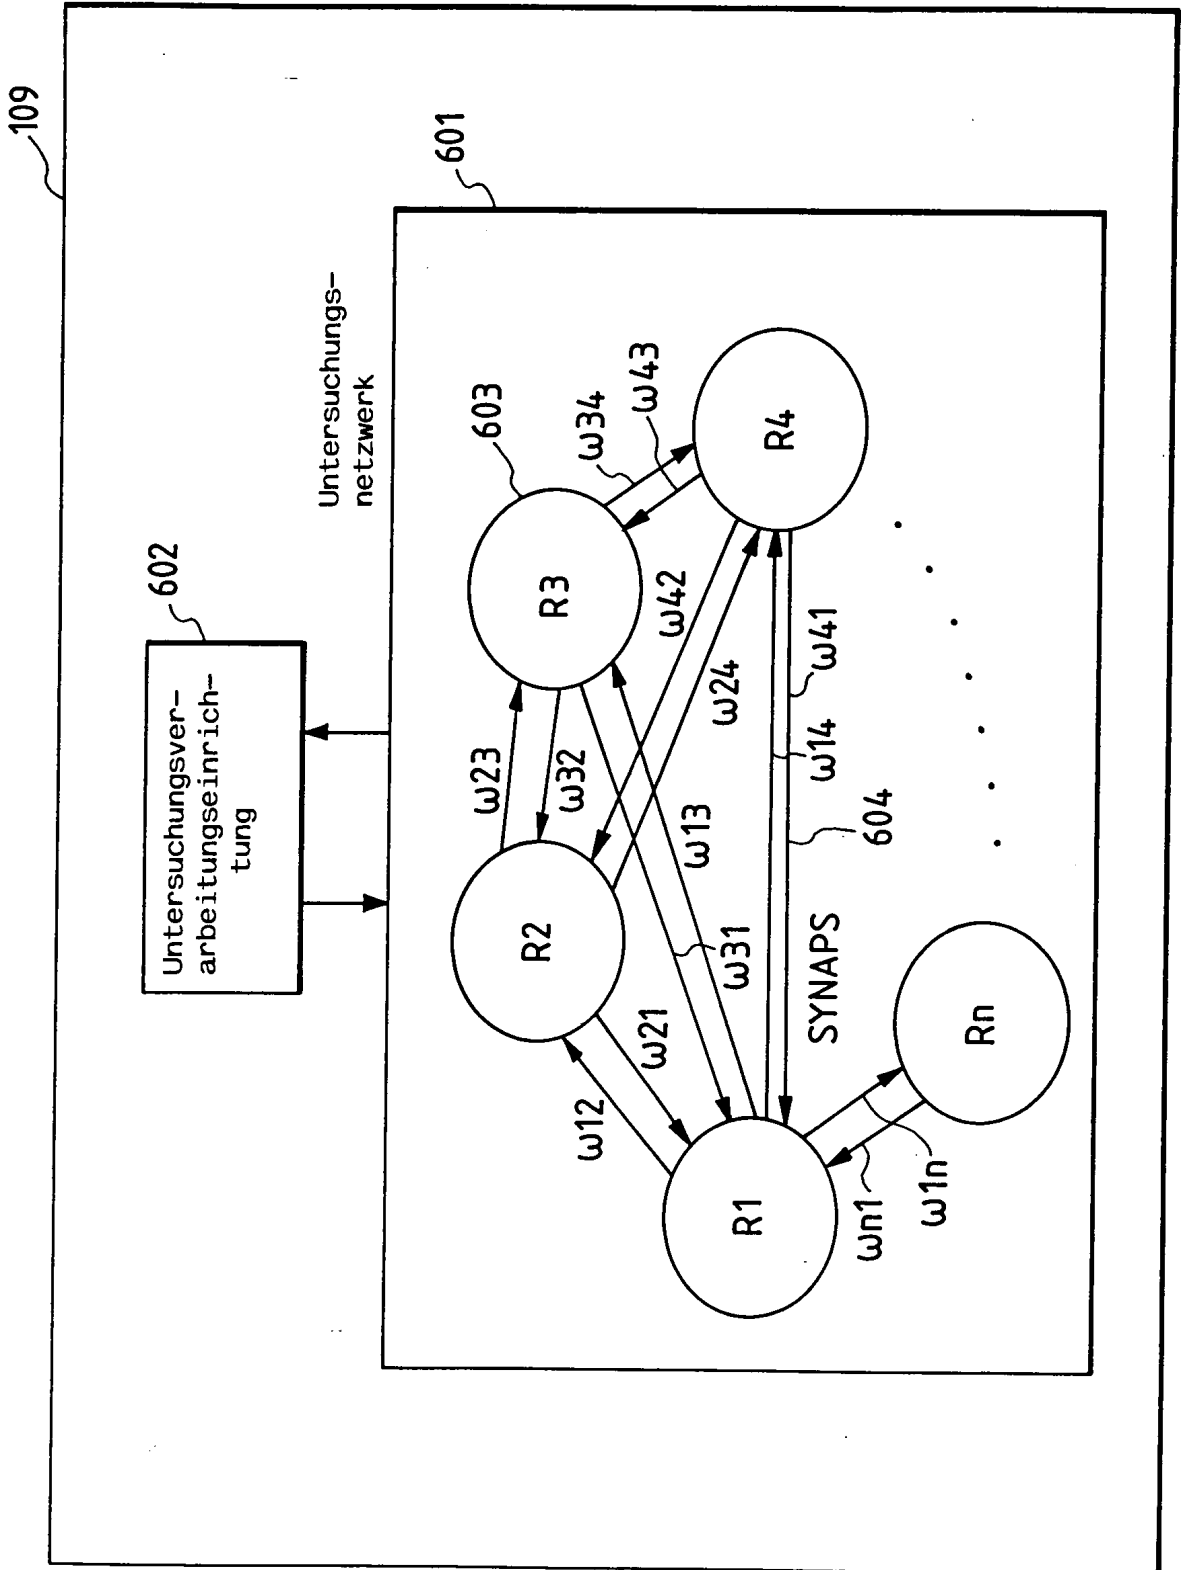 109
602
Untersuchungsver-
arbeitungseinrich-
tung
Untersuchungs-
netzwerk
601
603
R1
R2
R3
R4
Rn
ω12
ω21
ω23
ω32
ω34
ω43
ω42
ω24
ω13
ω31
ω14
ω41
604
SYNAPS
ωn1
ω1n